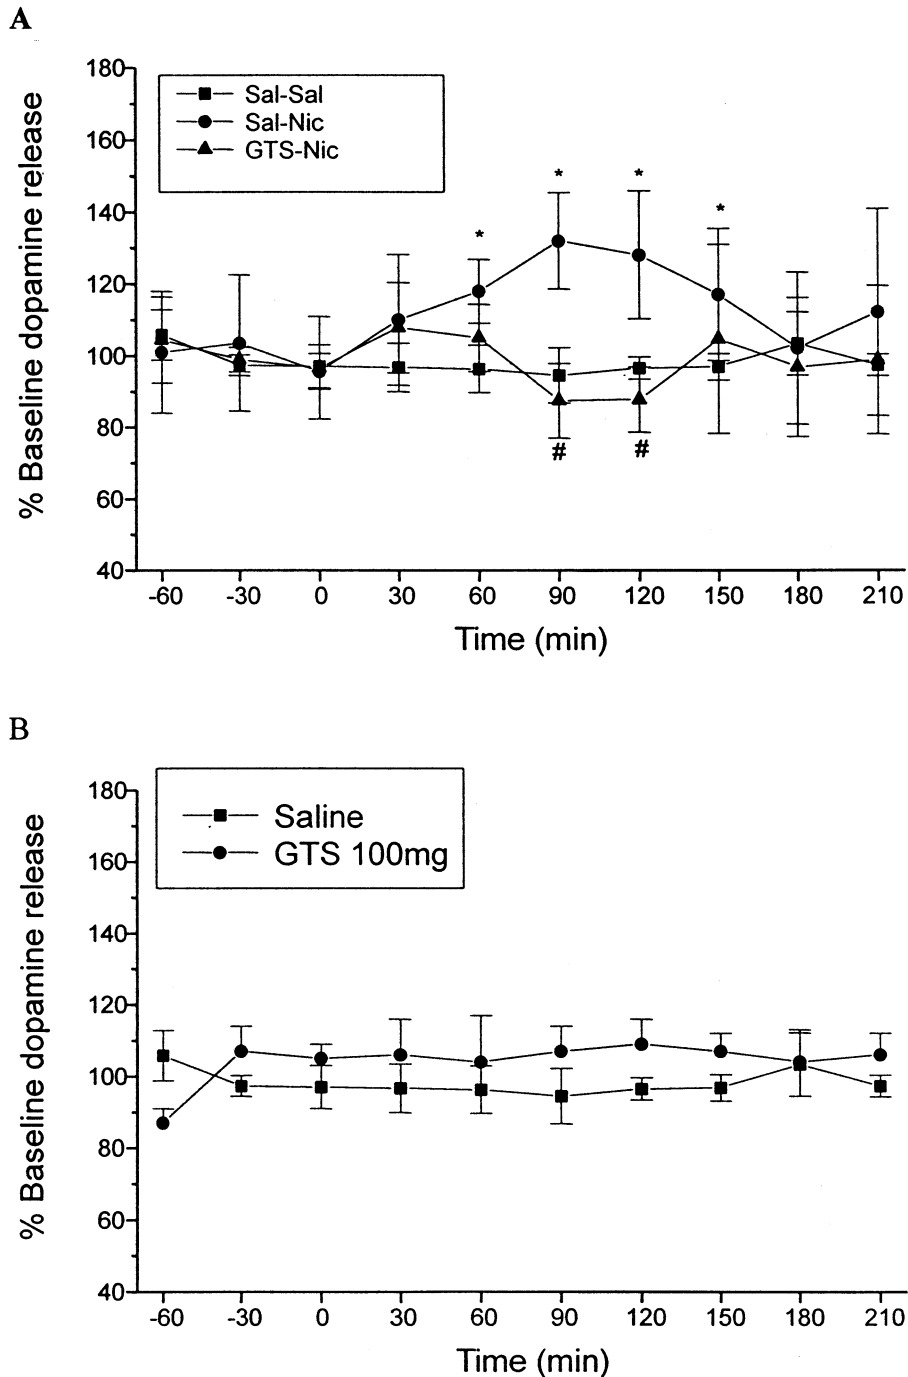 A
% Baseline dopamine release
180
160
140
120
100
80
60
40
Sal-Sal
Sal-Nic
GTS-Nic
*
*
*
*
#
#
-60 -30 0 30 60 90 120 150 180 210
Time (min)
B
% Baseline dopamine release
180
160
140
120
100
80
60
40
Saline
GTS 100mg
-60 -30 0 30 60 90 120 150 180 210
Time (min)